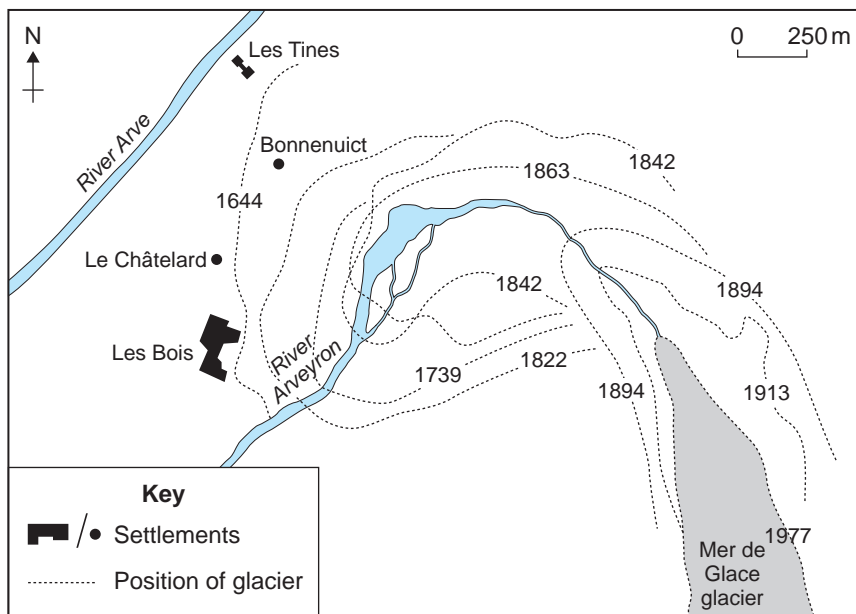 N
Les Tines
0 250 m
River Arve
Bonnenuict
1842
1863
1644
Le Châtelard
1842
1894
Les Bois
River
Arveyron
1739
1822
1894
1913
Key
Settlements
Position of glacier
1977
Mer de
Glace
glacier